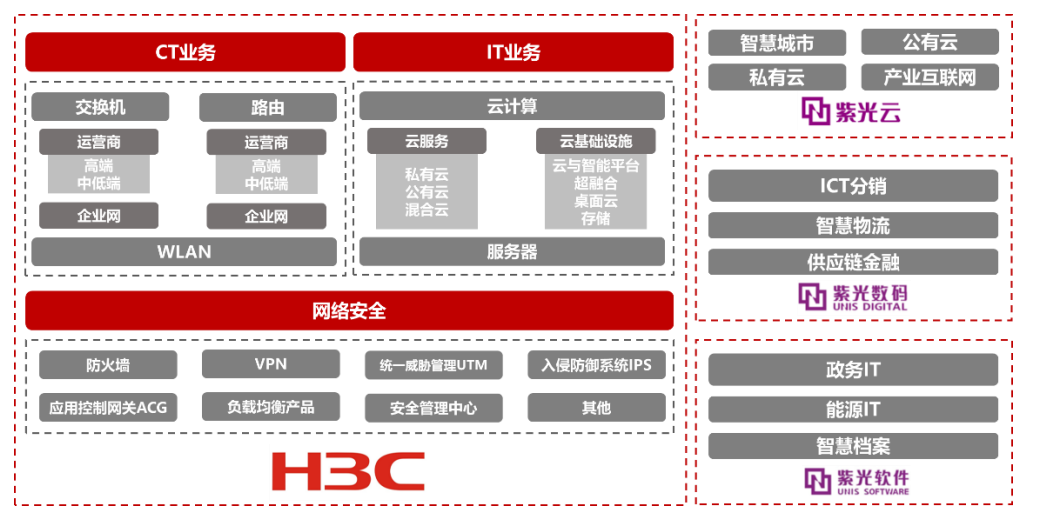 CT业务
IT业务
交换机
路由
运营商
运营商
高端
中低端
高端
中低端
企业网
企业网
WLAN
云计算
云服务
云基础设施
私有云
公有云
混合云
云与智能平台
超融合
桌面云
存储
服务器
网络安全
防火墙
VPN
统一威胁管理UTM
入侵防御系统IPS
应用控制网关ACG
负载均衡产品
安全管理中心
其他
H3C
智慧城市
公有云
私有云
产业互联网
紫光云
ICT分销
智慧物流
供应链金融
紫光数码
UNIS DIGITAL
政务IT
能源IT
智慧档案
紫光软件
UNIS SOFTWARE